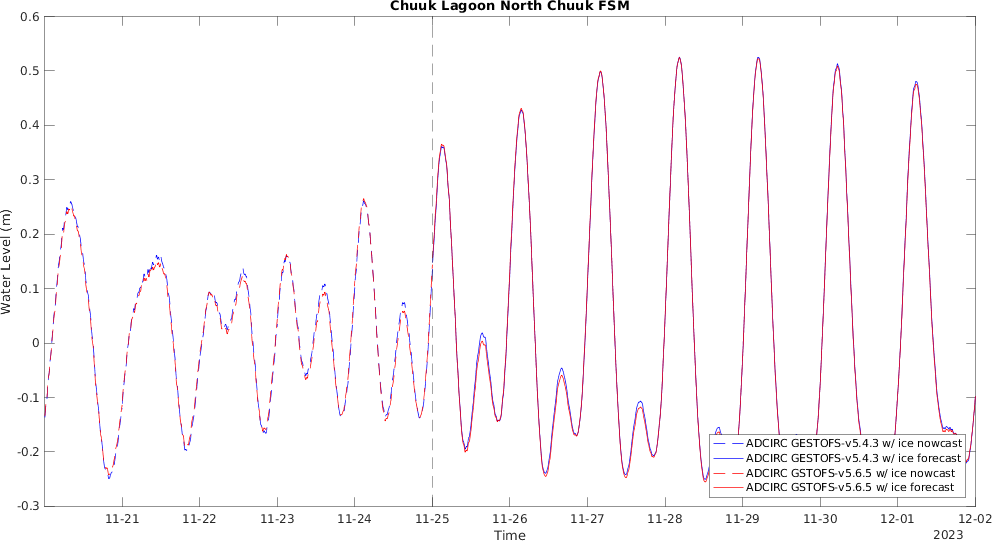 Chuuk Lagoon North Chuuk FSM
Water Level (m)
0.6
0.5
0.4
0.3
0.2
0.1
0
-0.1
-0.2
-0.3
ADCIRC GESTOFS-v5.4.3 w/ ice nowcast
ADCIRC GESTOFS-v5.4.3 w/ ice forecast
ADCIRC GSTOFS-v5.6.5 w/ ice nowcast
ADCIRC GSTOFS-v5.6.5 w/ ice forecast
11-21 11-22 11-23 11-24 11-25 11-26 11-27 11-28 11-29 11-30 12-01 12-02
Time 2023